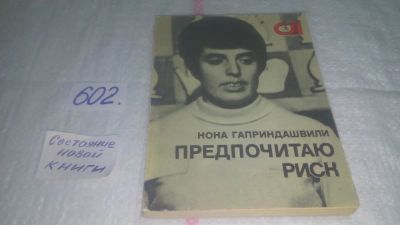 602.
Состояние
новой
книги
НОНА ГАПРИНДАШВИЛИ
ПРЕДПОЧИТАЮ
РИСК